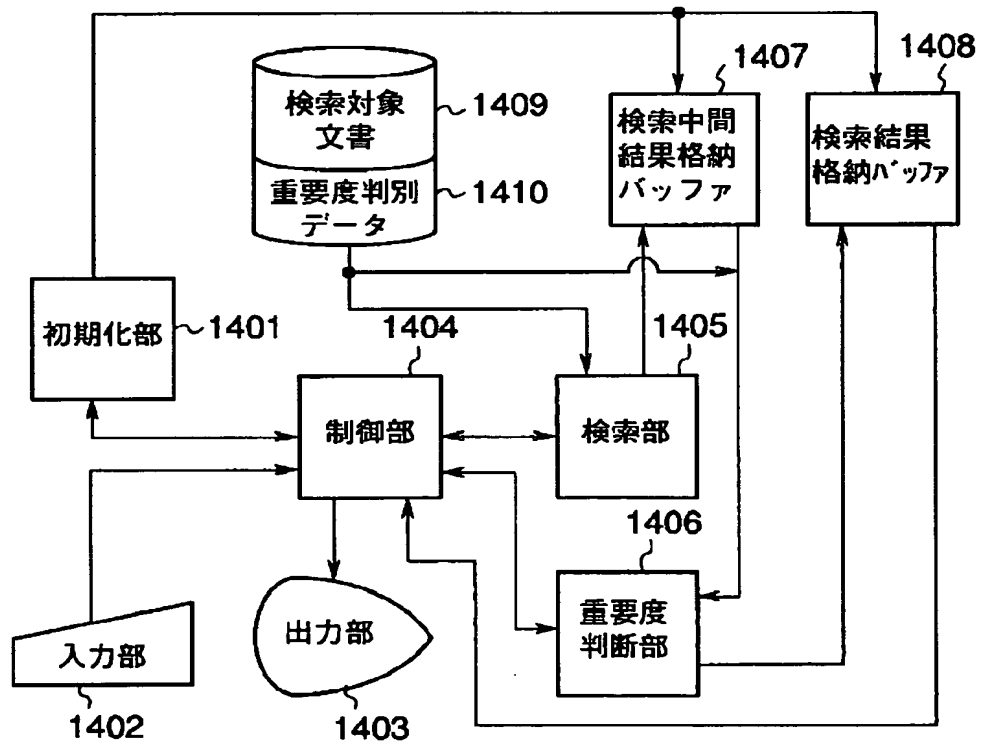 1407
1408
検索対象
文書
1409
検索中間
結果格納
バッファ
検索結果
格納バッファ
重要度判別
データ
1410
初期化部
1401
1404
1405
制御部
検索部
1406
入力部
1402
出力部
1403
重要度
判断部